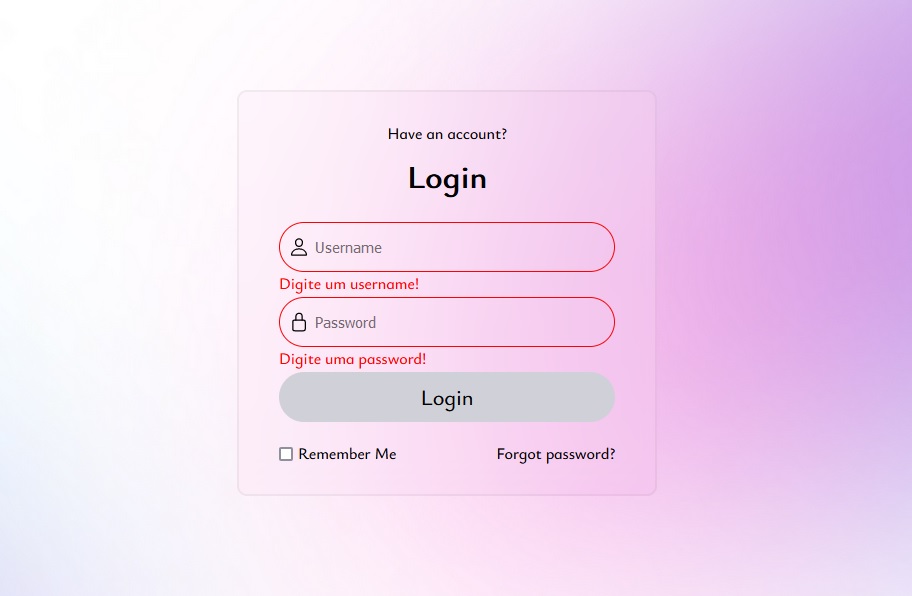 Have an account?
Login
Username
Digite um username!
Password
Digite uma password!
Login
Remember Me
Forgot password?